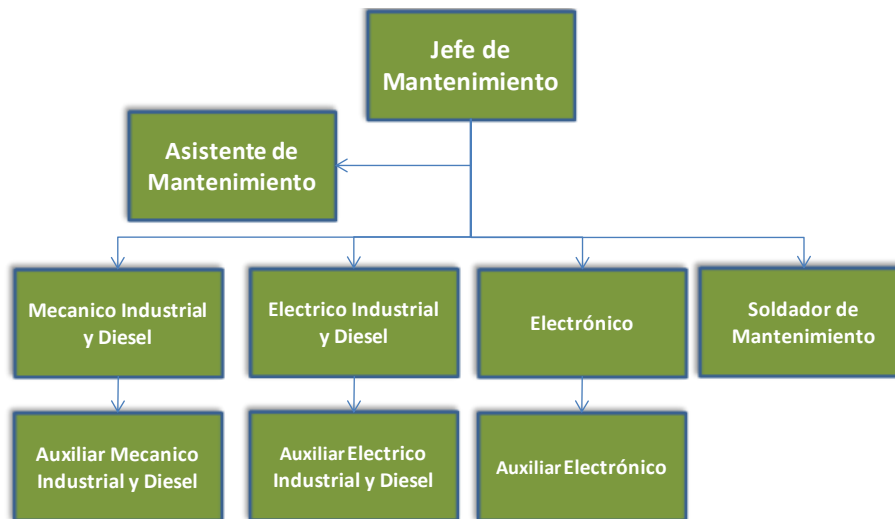 Jefe de
Mantenimiento
Asistente de
Mantenimiento
Mecanico Industrial
y Diesel
Electrico Industrial
y Diesel
Electrónico
Soldador de
Mantenimiento
Auxiliar Mecanico
Industrial y Diesel
Auxiliar Electrico
Industrial y Diesel
Auxiliar Electrónico